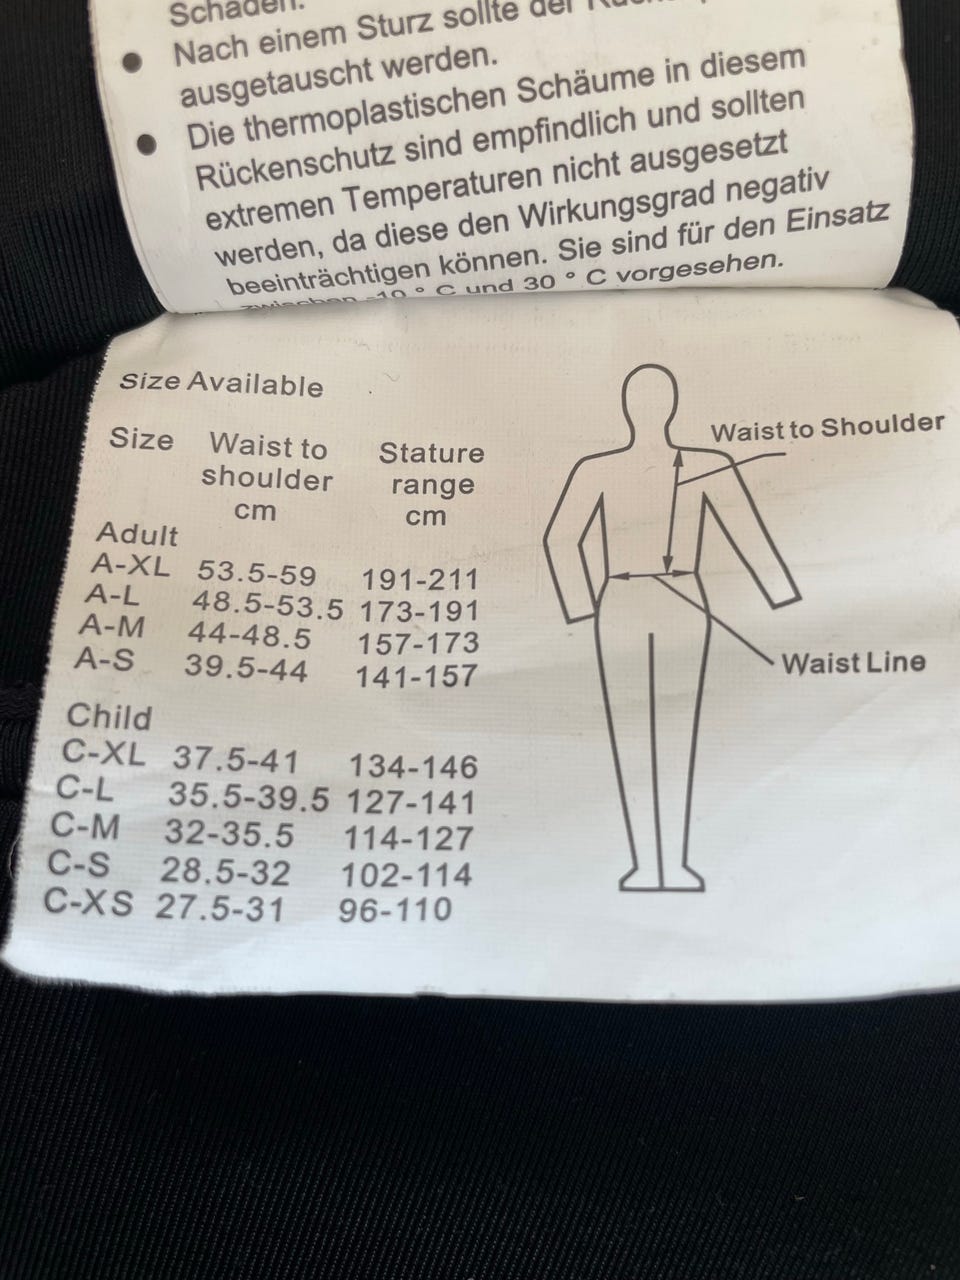 Schäden.
● Nach einem Sturz sollte der
ausgetauscht werden.
● Die thermoplastischen Schäume in diesem
Rückenschutz sind empfindlich und sollten
extremen Temperaturen nicht ausgesetzt
werden, da diese den Wirkungsgrad negativ
beeinträchtigen können. Sie sind für den Einsatz
zwischen -10 ° C und 30 ° C vorgesehen.
Size Available
Size Waist to shoulder cm Stature range cm
Adult
A-XL 53.5-59 191-211
A-L 48.5-53.5 173-191
A-M 44-48.5 157-173
A-S 39.5-44 141-157
Child
C-XL 37.5-41 134-146
C-L 35.5-39.5 127-141
C-M 32-35.5 114-127
C-S 28.5-32 102-114
C-XS 27.5-31 96-110
Waist to Shoulder
Waist Line